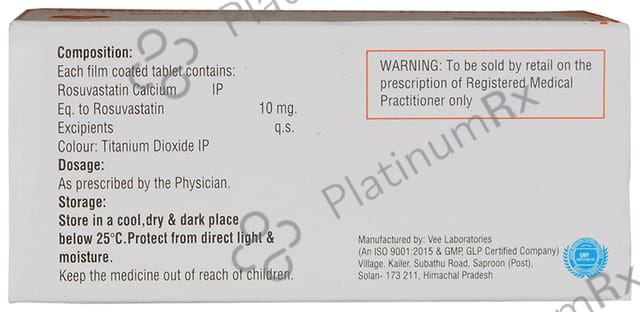 Composition:
Each film coated tablet contains:
Rosuvastatin Calcium IP
Eq. to Rosuvastatin 10 mg.
Excipients q.s.
Colour: Titanium Dioxide IP
Dosage:
As prescribed by the Physician.
Storage:
Store in a cool,dry & dark place
below 25°C.Protect from direct light &
moisture.
Keep the medicine out of reach of children.
WARNING: To be sold by retail on the
prescription of Registered Medical
Practitioner only
Manufactured by: Vee Laboratories
(An ISO 9001:2015 & GMP, GLP Certified Company)
Village. Kailer, Subathu Road, Saproon (Post),
Solan- 173 211, Himachal Pradesh
GMP
PlatinumRx